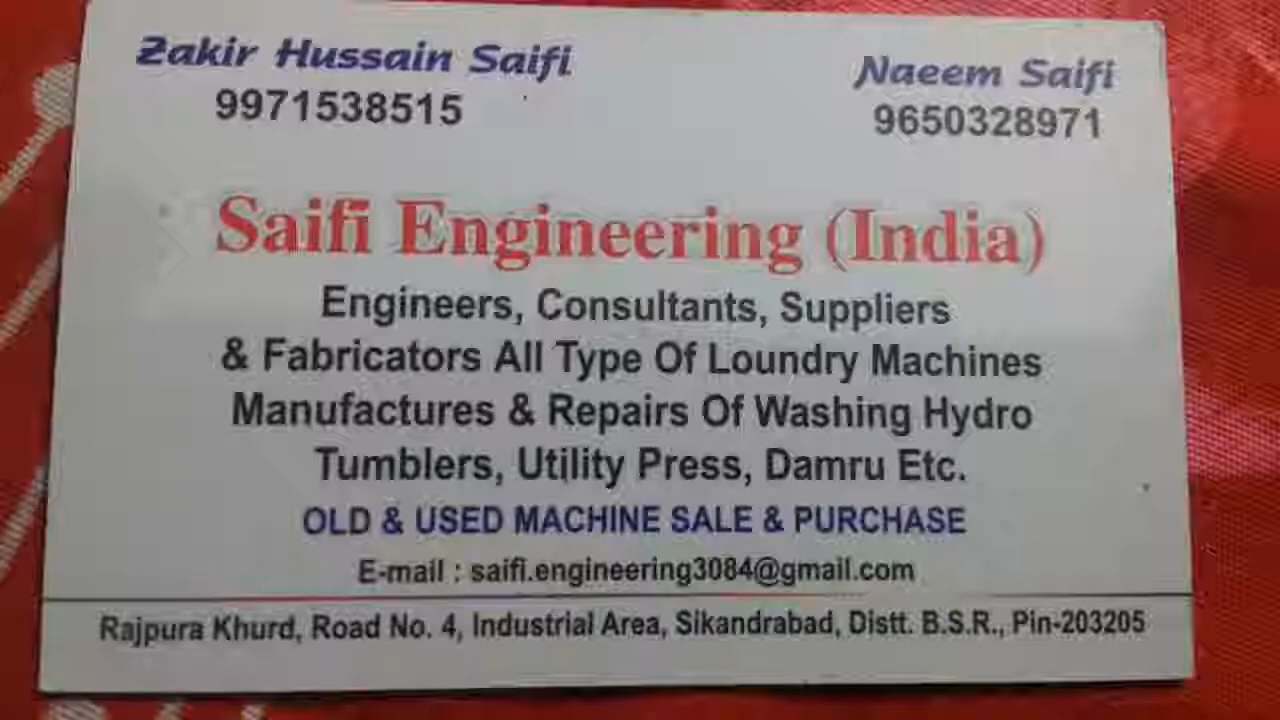 Zakir Hussain Saifi
9971538515
Naeem Saifi
9650328971
Saifi Engineering (India)
Engineers, Consultants, Suppliers
& Fabricators All Type Of Loundry Machines
Manufactures & Repairs Of Washing Hydro
Tumblers, Utility Press, Damru Etc.
OLD & USED MACHINE SALE & PURCHASE
E-mail : saifi.engineering3084@gmail.com
Rajpura Khurd, Road No. 4, Industrial Area, Sikandrabad, Distt. B.S.R., Pin-203205